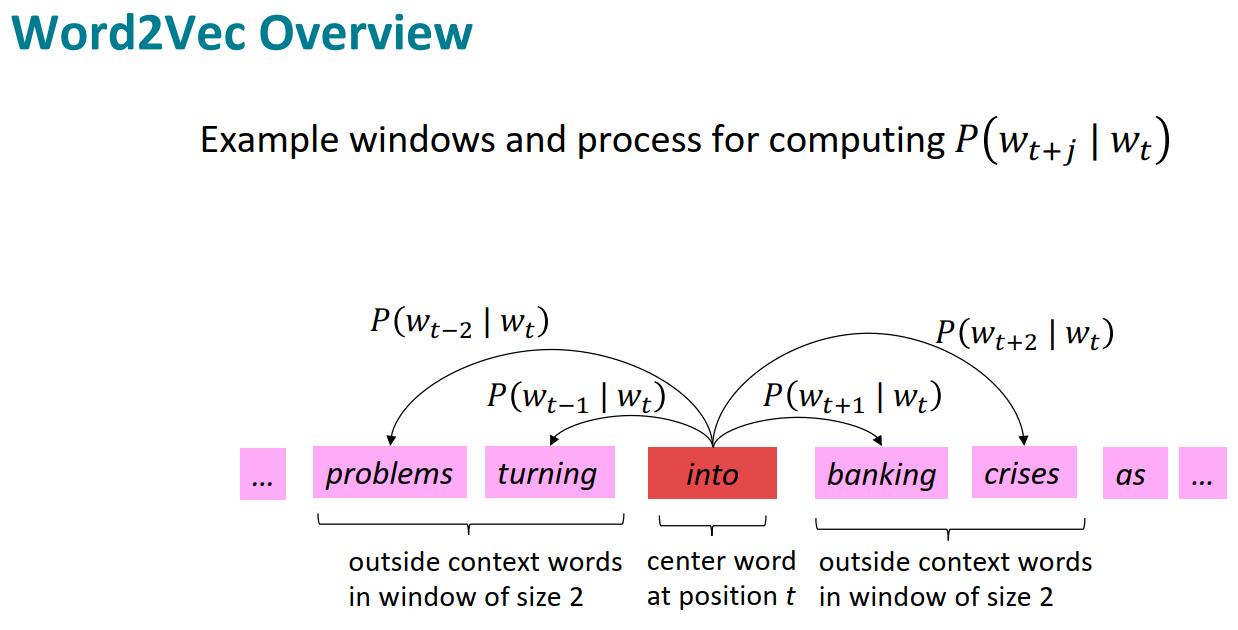 Word2Vec Overview
Example windows and process for computing P(w_{t+j} | w_t)
P(w_{t−2} | w_t)
P(w_{t+2} | w_t)
P(w_{t−1} | w_t)
P(w_{t+1} | w_t)
... problems turning into banking crises as ...
outside context words
in window of size 2
center word
at position t
outside context words
in window of size 2